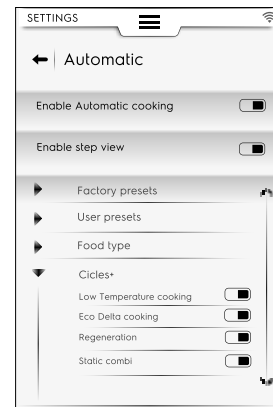 SETTINGS
Automatic
Enable Automatic cooking
Enable step view
Factory presets
User presets
Food type
Cicles+
Low Temperature cooking
Eco Delta cooking
Regeneration
Static combi